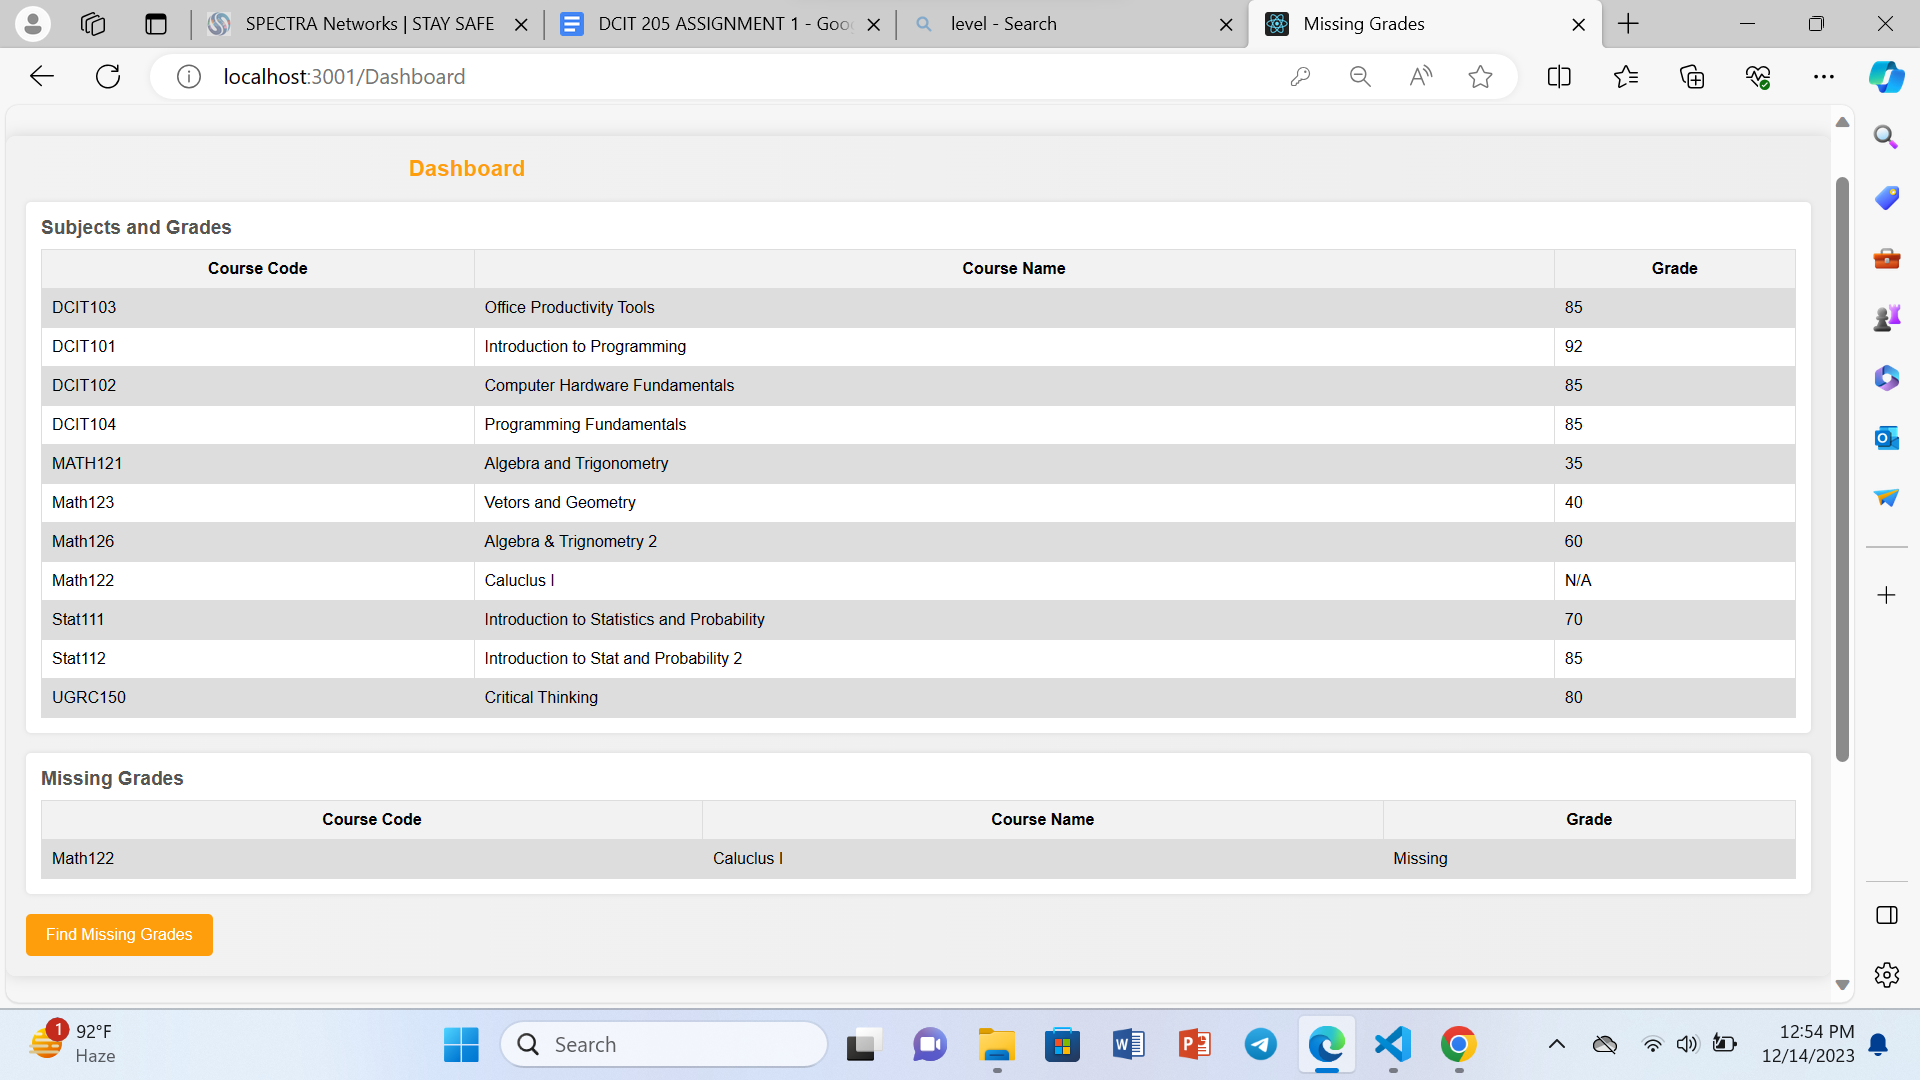 SPECTRA Networks | STAY SAFE
DCIT 205 ASSIGNMENT 1 - Goo
level - Search
Missing Grades
localhost:3001/Dashboard
Dashboard
Subjects and Grades
Course Code Course Name Grade
DCIT103 Office Productivity Tools 85
DCIT101 Introduction to Programming 92
DCIT102 Computer Hardware Fundamentals 85
DCIT104 Programming Fundamentals 85
MATH121 Algebra and Trigonometry 35
Math123 Vetors and Geometry 40
Math126 Algebra & Trignometry 2 60
Math122 Caluclus I N/A
Stat111 Introduction to Statistics and Probability 70
Stat112 Introduction to Stat and Probability 2 85
UGRC150 Critical Thinking 80
Missing Grades
Course Code Course Name Grade
Math122 Caluclus I Missing
Find Missing Grades
1
92°F
Haze
Search
12:54 PM
12/14/2023